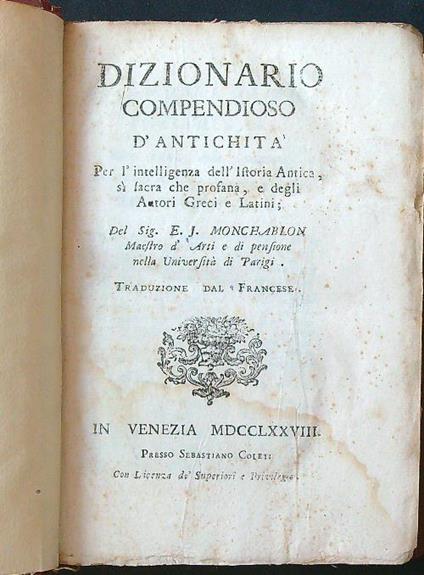 DIZIONARIO
COMPENDIOSO
D'ANTICHITA'
Per l'intelligenza dell'Iſtoria Antica,
sì ſacra che profana, e degli
Autori Greci e Latini;
Del Sig. E. J. MONCHABLON
Maeſtro d'Arti e di penſione
nella Univerſità di Parigi.
TRADUZIONE DAL FRANCESE.
IN VENEZIA MDCCLXXVIII.
PRESSO SEBASTIANO COLETI
Con Licenza de' Superiori e Privilegio.